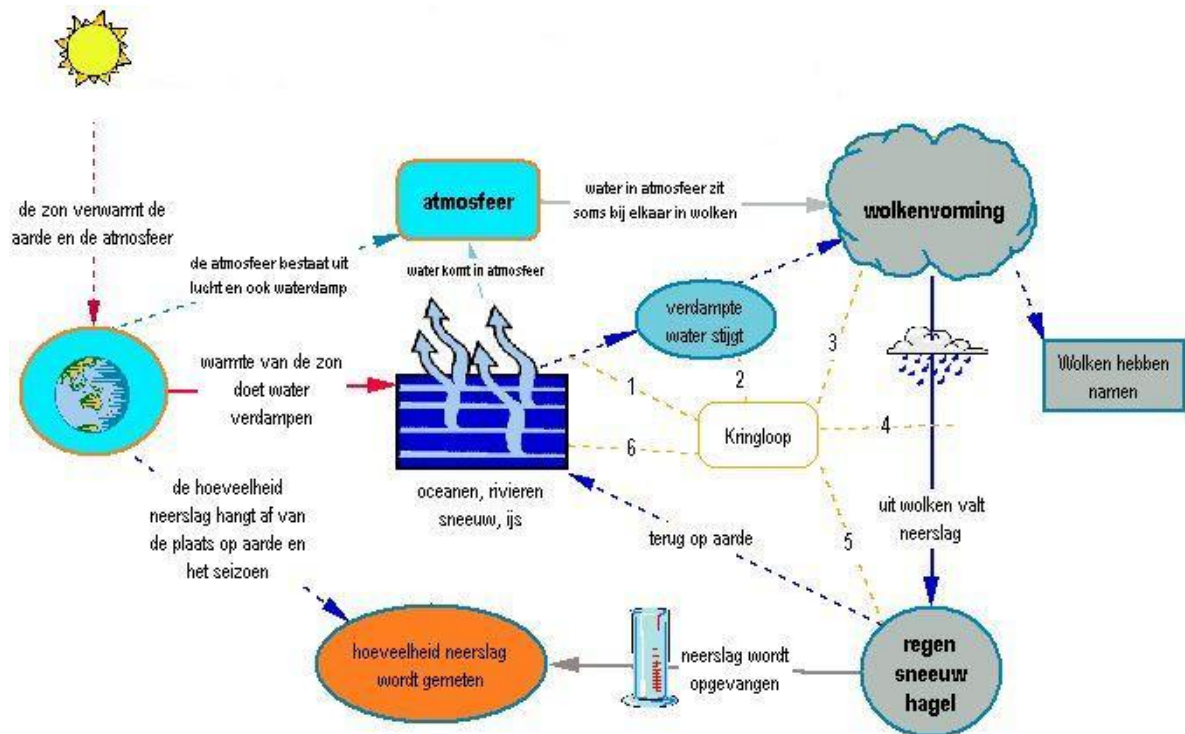 de zon verwarmt de
aarde en de atmosfeer
atmosfeer
water in atmosfeer zit
soms bij elkaar in wolken
wolkenvorming
de atmosfeer bestaat uit
lucht en ook waterdamp
water komt in atmosfeer
verdampte
water stijgt
3
Wolken hebben
namen
warmte van de zon
doet water
verdampen
1
2
Kringloop
4
6
oceanen, rivieren
sneeuw, ijs
de hoeveelheid
neerslag hangt af van
de plaats op aarde en
het seizoen
terug op aarde
5
uit wolken valt
neerslag
hoeveelheid neerslag
wordt gemeten
neerslag wordt
opgevangen
regen
sneeuw
hagel